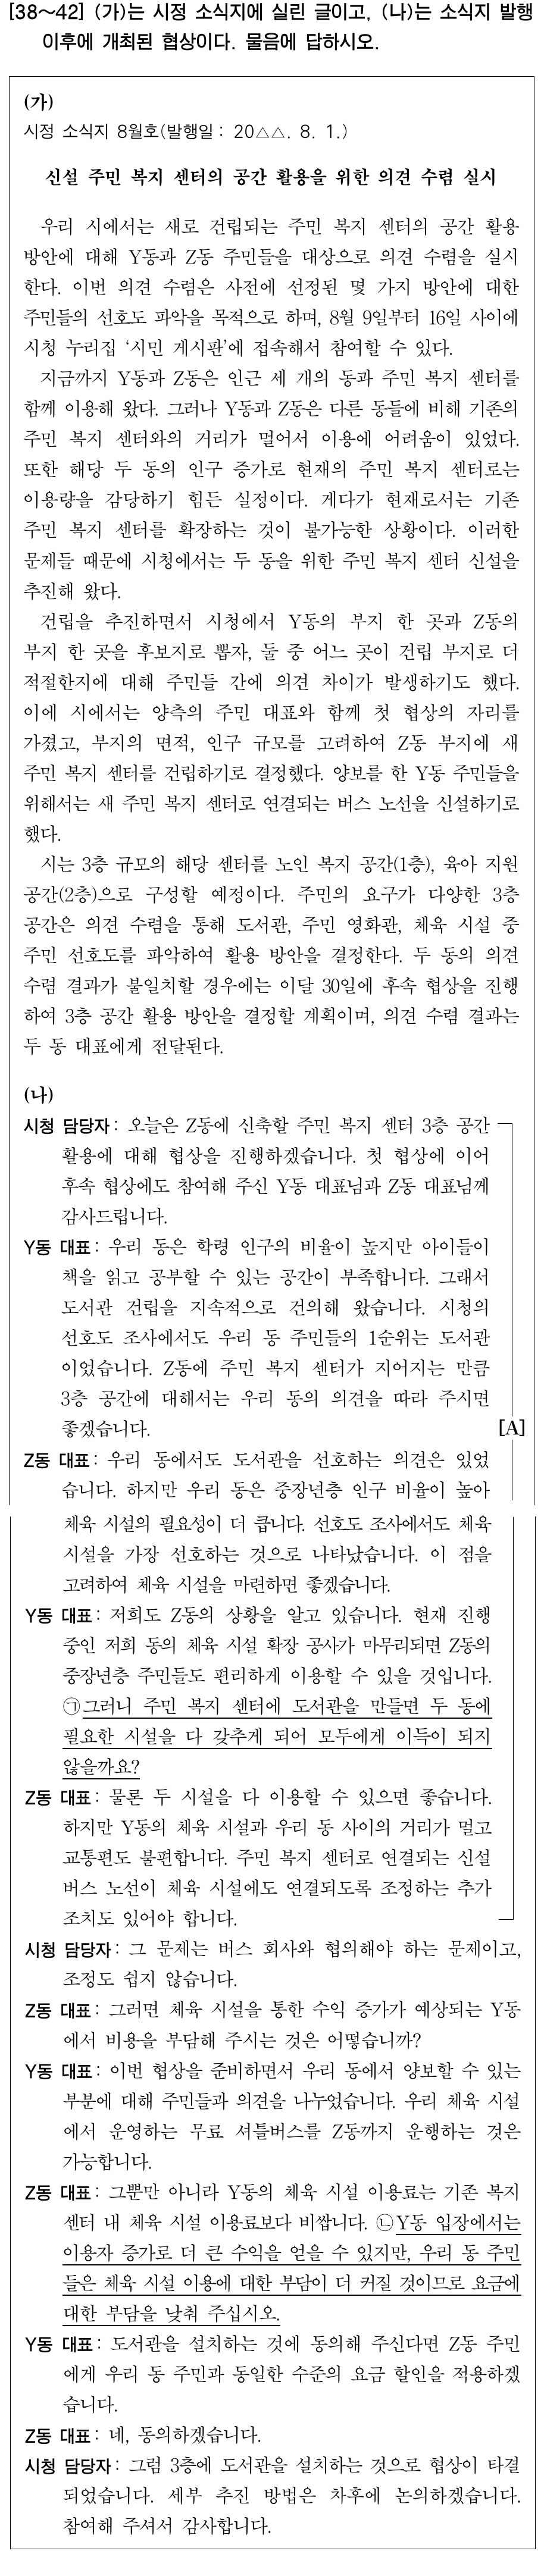 [38～42] (가)는 시정 소식지에 실린 글이고, (나)는 소식지 발행
이후에 개최된 협상이다. 물음에 답하시오.
(가)
시정 소식지 8월호(발행일 : 20△△. 8. 1.)
신설 주민 복지 센터의 공간 활용을 위한 의견 수렴 실시
우리 시에서는 새로 건립되는 주민 복지 센터의 공간 활용
방안에 대해 Y동과 Z동 주민들을 대상으로 의견 수렴을 실시
한다. 이번 의견 수렴은 사전에 선정된 몇 가지 방안에 대한
주민들의 선호도 파악을 목적으로 하며, 8월 9일부터 16일 사이에
시청 누리집 ‘시민 게시판’에 접속해서 참여할 수 있다.
지금까지 Y동과 Z동은 인근 세 개의 동과 주민 복지 센터를
함께 이용해 왔다. 그러나 Y동과 Z동은 다른 동들에 비해 기존의
주민 복지 센터와의 거리가 멀어서 이용에 어려움이 있었다.
또한 해당 두 동의 인구 증가로 현재의 주민 복지 센터로는
이용량을 감당하기 힘든 실정이다. 게다가 현재로서는 기존
주민 복지 센터를 확장하는 것이 불가능한 상황이다. 이러한
문제들 때문에 시청에서는 두 동을 위한 주민 복지 센터 신설을
추진해 왔다.
건립을 추진하면서 시청에서 Y동의 부지 한 곳과 Z동의
부지 한 곳을 후보지로 뽑자, 둘 중 어느 곳이 건립 부지로 더
적절한지에 대해 주민들 간에 의견 차이가 발생하기도 했다.
이에 시에서는 양측의 주민 대표와 함께 첫 협상의 자리를
가졌고, 부지의 면적, 인구 규모를 고려하여 Z동 부지에 새
주민 복지 센터를 건립하기로 결정했다. 양보를 한 Y동 주민들을
위해서는 새 주민 복지 센터로 연결되는 버스 노선을 신설하기로
했다.
시는 3층 규모의 해당 센터를 노인 복지 공간(1층), 육아 지원
공간(2층)으로 구성할 예정이다. 주민의 요구가 다양한 3층
공간은 의견 수렴을 통해 도서관, 주민 영화관, 체육 시설 중
주민 선호도를 파악하여 활용 방안을 결정한다. 두 동의 의견
수렴 결과가 불일치할 경우에는 이달 30일에 후속 협상을 진행
하여 3층 공간 활용 방안을 결정할 계획이며, 의견 수렴 결과는
두 동 대표에게 전달된다.
(나)
시청 담당자 : 오늘은 Z동에 신축할 주민 복지 센터 3층 공간
활용에 대해 협상을 진행하겠습니다. 첫 협상에 이어
후속 협상에도 참여해 주신 Y동 대표님과 Z동 대표님께
감사드립니다.
Y동 대표 : 우리 동은 학령 인구의 비율이 높지만 아이들이
책을 읽고 공부할 수 있는 공간이 부족합니다. 그래서
도서관 건립을 지속적으로 건의해 왔습니다. 시청의
선호도 조사에서도 우리 동 주민들의 1순위는 도서관
이었습니다. Z동에 주민 복지 센터가 지어지는 만큼
3층 공간에 대해서는 우리 동의 의견을 따라 주시면
좋겠습니다.
[A]
Z동 대표 : 우리 동에서도 도서관을 선호하는 의견은 있었
습니다. 하지만 우리 동은 중장년층 인구 비율이 높아
체육 시설의 필요성이 더 큽니다. 선호도 조사에서도 체육
시설을 가장 선호하는 것으로 나타났습니다. 이 점을
고려하여 체육 시설을 마련하면 좋겠습니다.
Y동 대표 : 저희도 Z동의 상황을 알고 있습니다. 현재 진행
중인 저희 동의 체육 시설 확장 공사가 마무리되면 Z동의
중장년층 주민들도 편리하게 이용할 수 있을 것입니다.
㉠그러니 주민 복지 센터에 도서관을 만들면 두 동에
필요한 시설을 다 갖추게 되어 모두에게 이득이 되지
않을까요?
Z동 대표 : 물론 두 시설을 다 이용할 수 있으면 좋습니다.
하지만 Y동의 체육 시설과 우리 동 사이의 거리가 멀고
교통편도 불편합니다. 주민 복지 센터로 연결되는 신설
버스 노선이 체육 시설에도 연결되도록 조정하는 추가
조치도 있어야 합니다.
시청 담당자 : 그 문제는 버스 회사와 협의해야 하는 문제이고,
조정도 쉽지 않습니다.
Z동 대표 : 그러면 체육 시설을 통한 수익 증가가 예상되는 Y동
에서 비용을 부담해 주시는 것은 어떻습니까?
Y동 대표 : 이번 협상을 준비하면서 우리 동에서 양보할 수 있는
부분에 대해 주민들과 의견을 나누었습니다. 우리 체육 시설
에서 운영하는 무료 셔틀버스를 Z동까지 운행하는 것은
가능합니다.
Z동 대표 : 그뿐만 아니라 Y동의 체육 시설 이용료는 기존 복지
센터 내 체육 시설 이용료보다 비쌉니다. ㉡Y동 입장에서는
이용자 증가로 더 큰 수익을 얻을 수 있지만, 우리 동 주민
들은 체육 시설 이용에 대한 부담이 더 커질 것이므로 요금에
대한 부담을 낮춰 주십시오.
Y동 대표 : 도서관을 설치하는 것에 동의해 주신다면 Z동 주민
에게 우리 동 주민과 동일한 수준의 요금 할인을 적용하겠
습니다.
Z동 대표 : 네, 동의하겠습니다.
시청 담당자 : 그럼 3층에 도서관을 설치하는 것으로 협상이 타결
되었습니다. 세부 추진 방법은 차후에 논의하겠습니다.
참여해 주셔서 감사합니다.